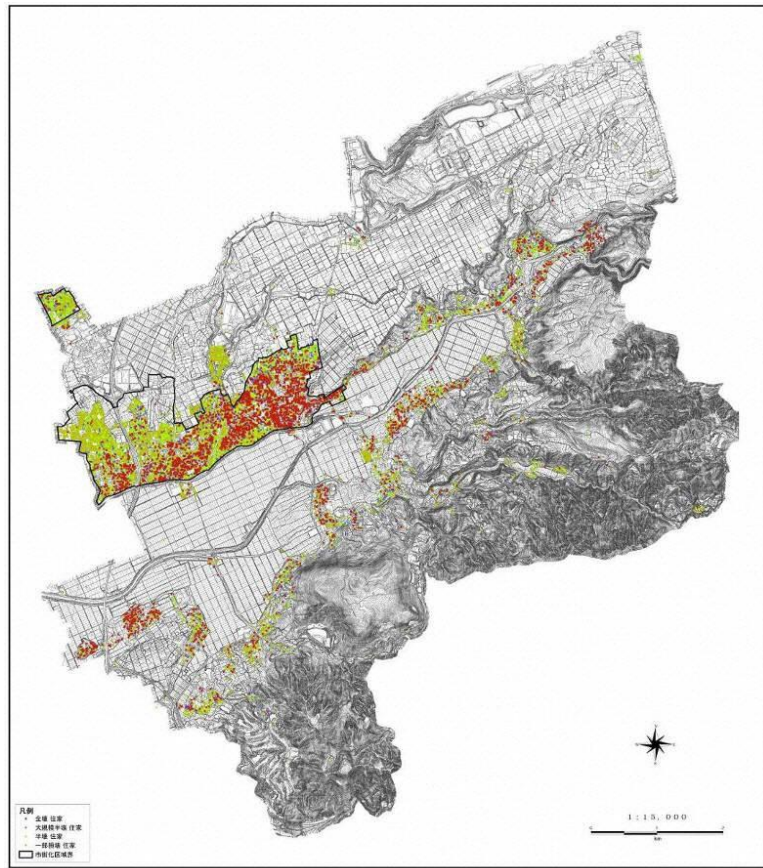 凡例
全壊 住家
大規模半壊 住家
半壊 住家
一部損壊 住家
市街化区域界
1:15,000
km